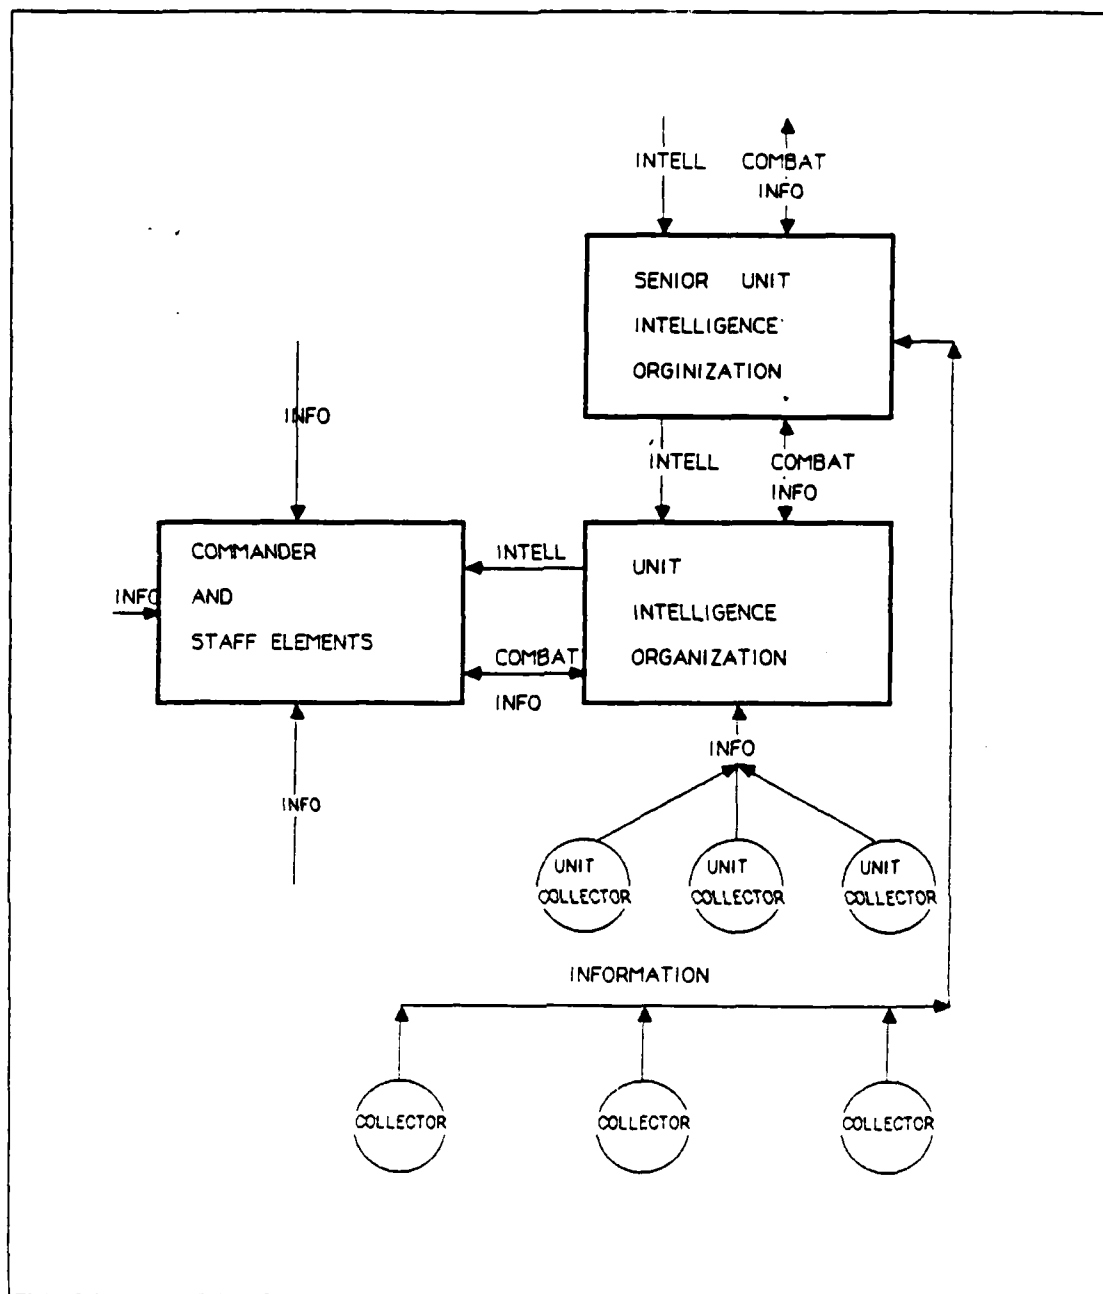 INTELL COMBAT
INFO
SENIOR UNIT
INTELLIGENCE
ORGINIZATION
INFO
INTELL COMBAT
INFO
COMMANDER
AND
STAFF ELEMENTS
INFO
INTELL
COMBAT
INFO
UNIT
INTELLIGENCE
ORGANIZATION
INFO
INFO
UNIT
COLLECTOR
UNIT
COLLECTOR
UNIT
COLLECTOR
INFORMATION
COLLECTOR
COLLECTOR
COLLECTOR